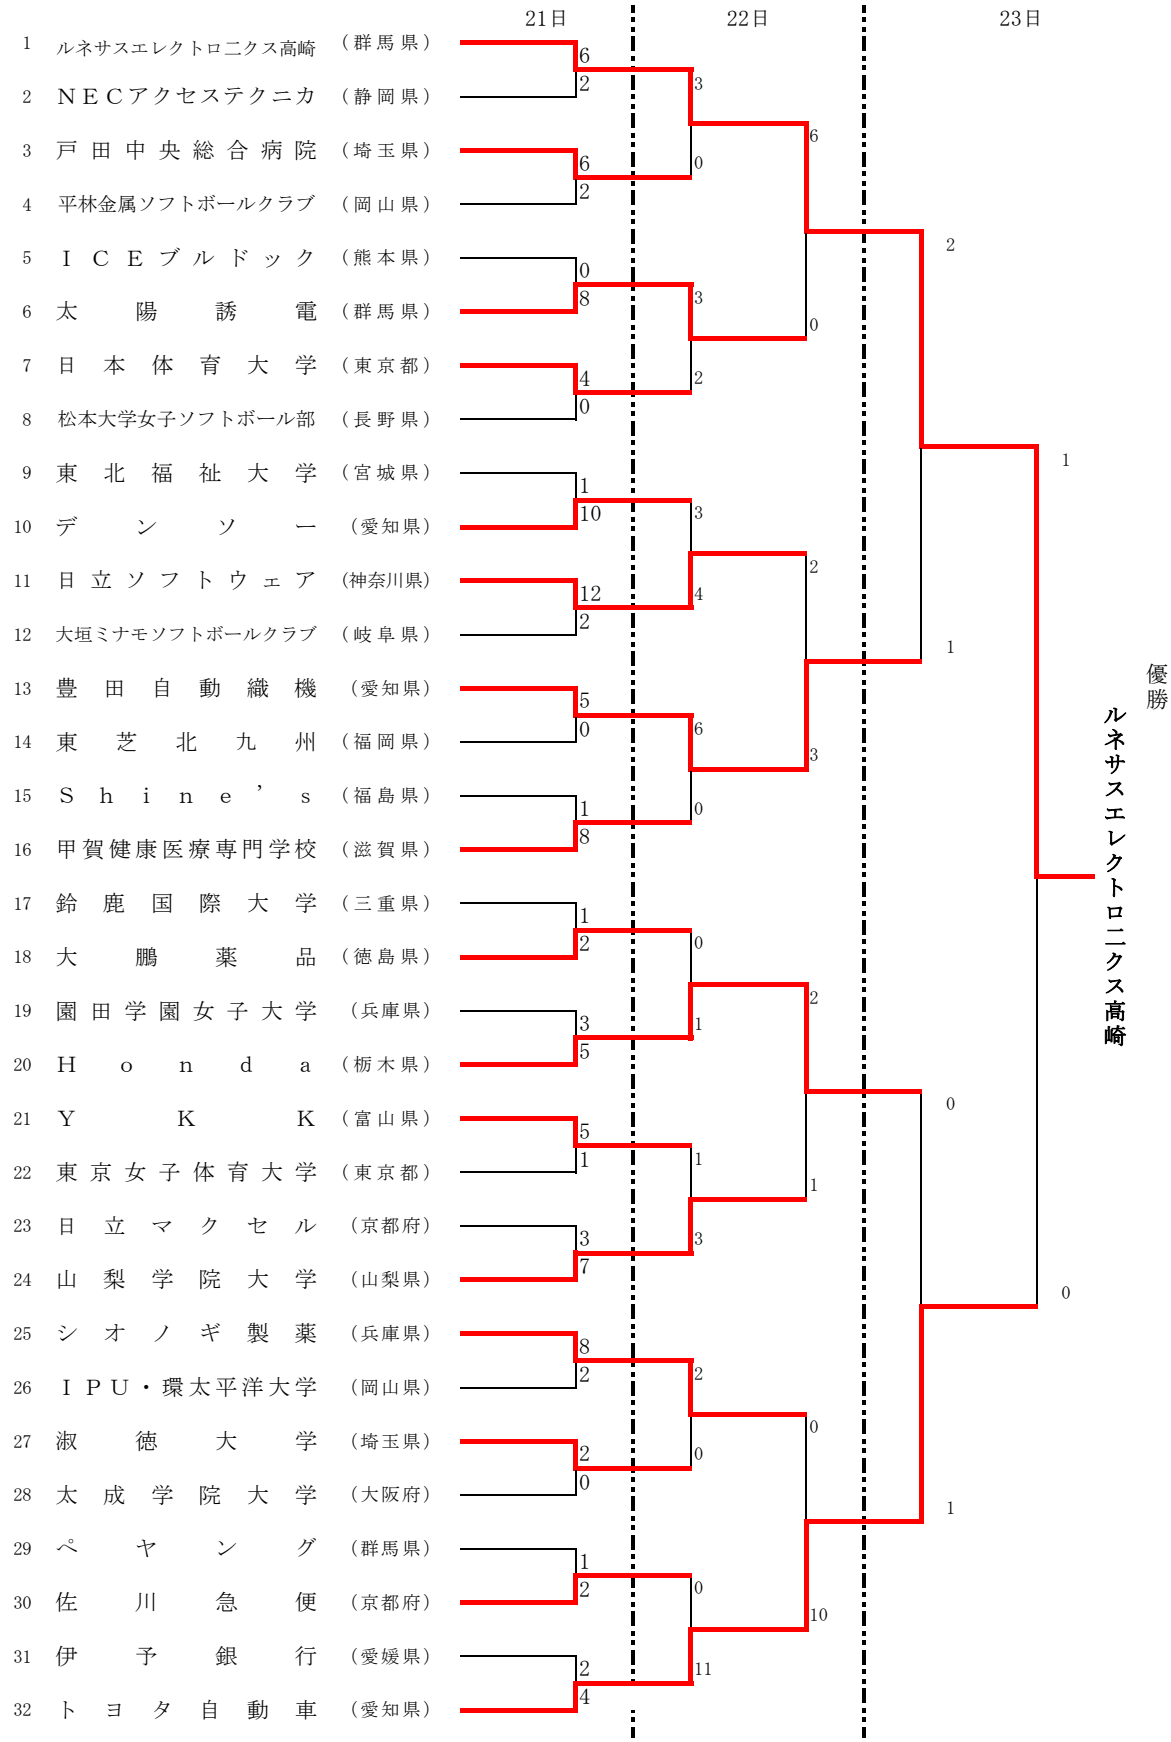 21日 22日 23日
1 ルネサスエレクトロニクス高崎 (群馬県)
6
2 3
2 NECアクセステクニカ (静岡県)
6
3 戸田中央総合病院 (埼玉県)
6 0
2
4 平林金属ソフトボールクラブ (岡山県)
2
5 ICEブルドック (熊本県)
0
8 3
6 太陽誘電 (群馬県)
0
7 日本体育大学 (東京都)
4 2
0
8 松本大学女子ソフトボール部 (長野県)
1
9 東北福祉大学 (宮城県)
1
10 3
10 デンソー (愛知県)
2
11 日立ソフトウェア (神奈川県)
12 4
2
12 大垣ミナモソフトボールクラブ (岐阜県)
1
13 豊田自動織機 (愛知県)
優勝
5
0 6
14 東芝北九州 (福岡県)
3
15 Shine’s (福島県)
1 0
8
16 甲賀健康医療専門学校 (滋賀県)
ルネサスエレクトロニクス高崎
17 鈴鹿国際大学 (三重県)
1
2 0
18 大鵬薬品 (徳島県)
2
19 園田学園女子大学 (兵庫県)
3 1
5
20 Honda (栃木県)
0
21 YKK (富山県)
5
1 1
22 東京女子体育大学 (東京都)
1
23 日立マクセル (京都府)
3 3
7
24 山梨学院大学 (山梨県)
0
25 シオノギ製薬 (兵庫県)
8
2 2
26 IPU・環太平洋大学 (岡山県)
0
27 淑徳大学 (埼玉県)
2 0
0
28 太成学院大学 (大阪府)
1
29 ペヤング (群馬県)
1
2 0
30 佐川急便 (京都府)
10
31 伊予銀行 (愛媛県)
2 11
4
32 トヨタ自動車 (愛知県)